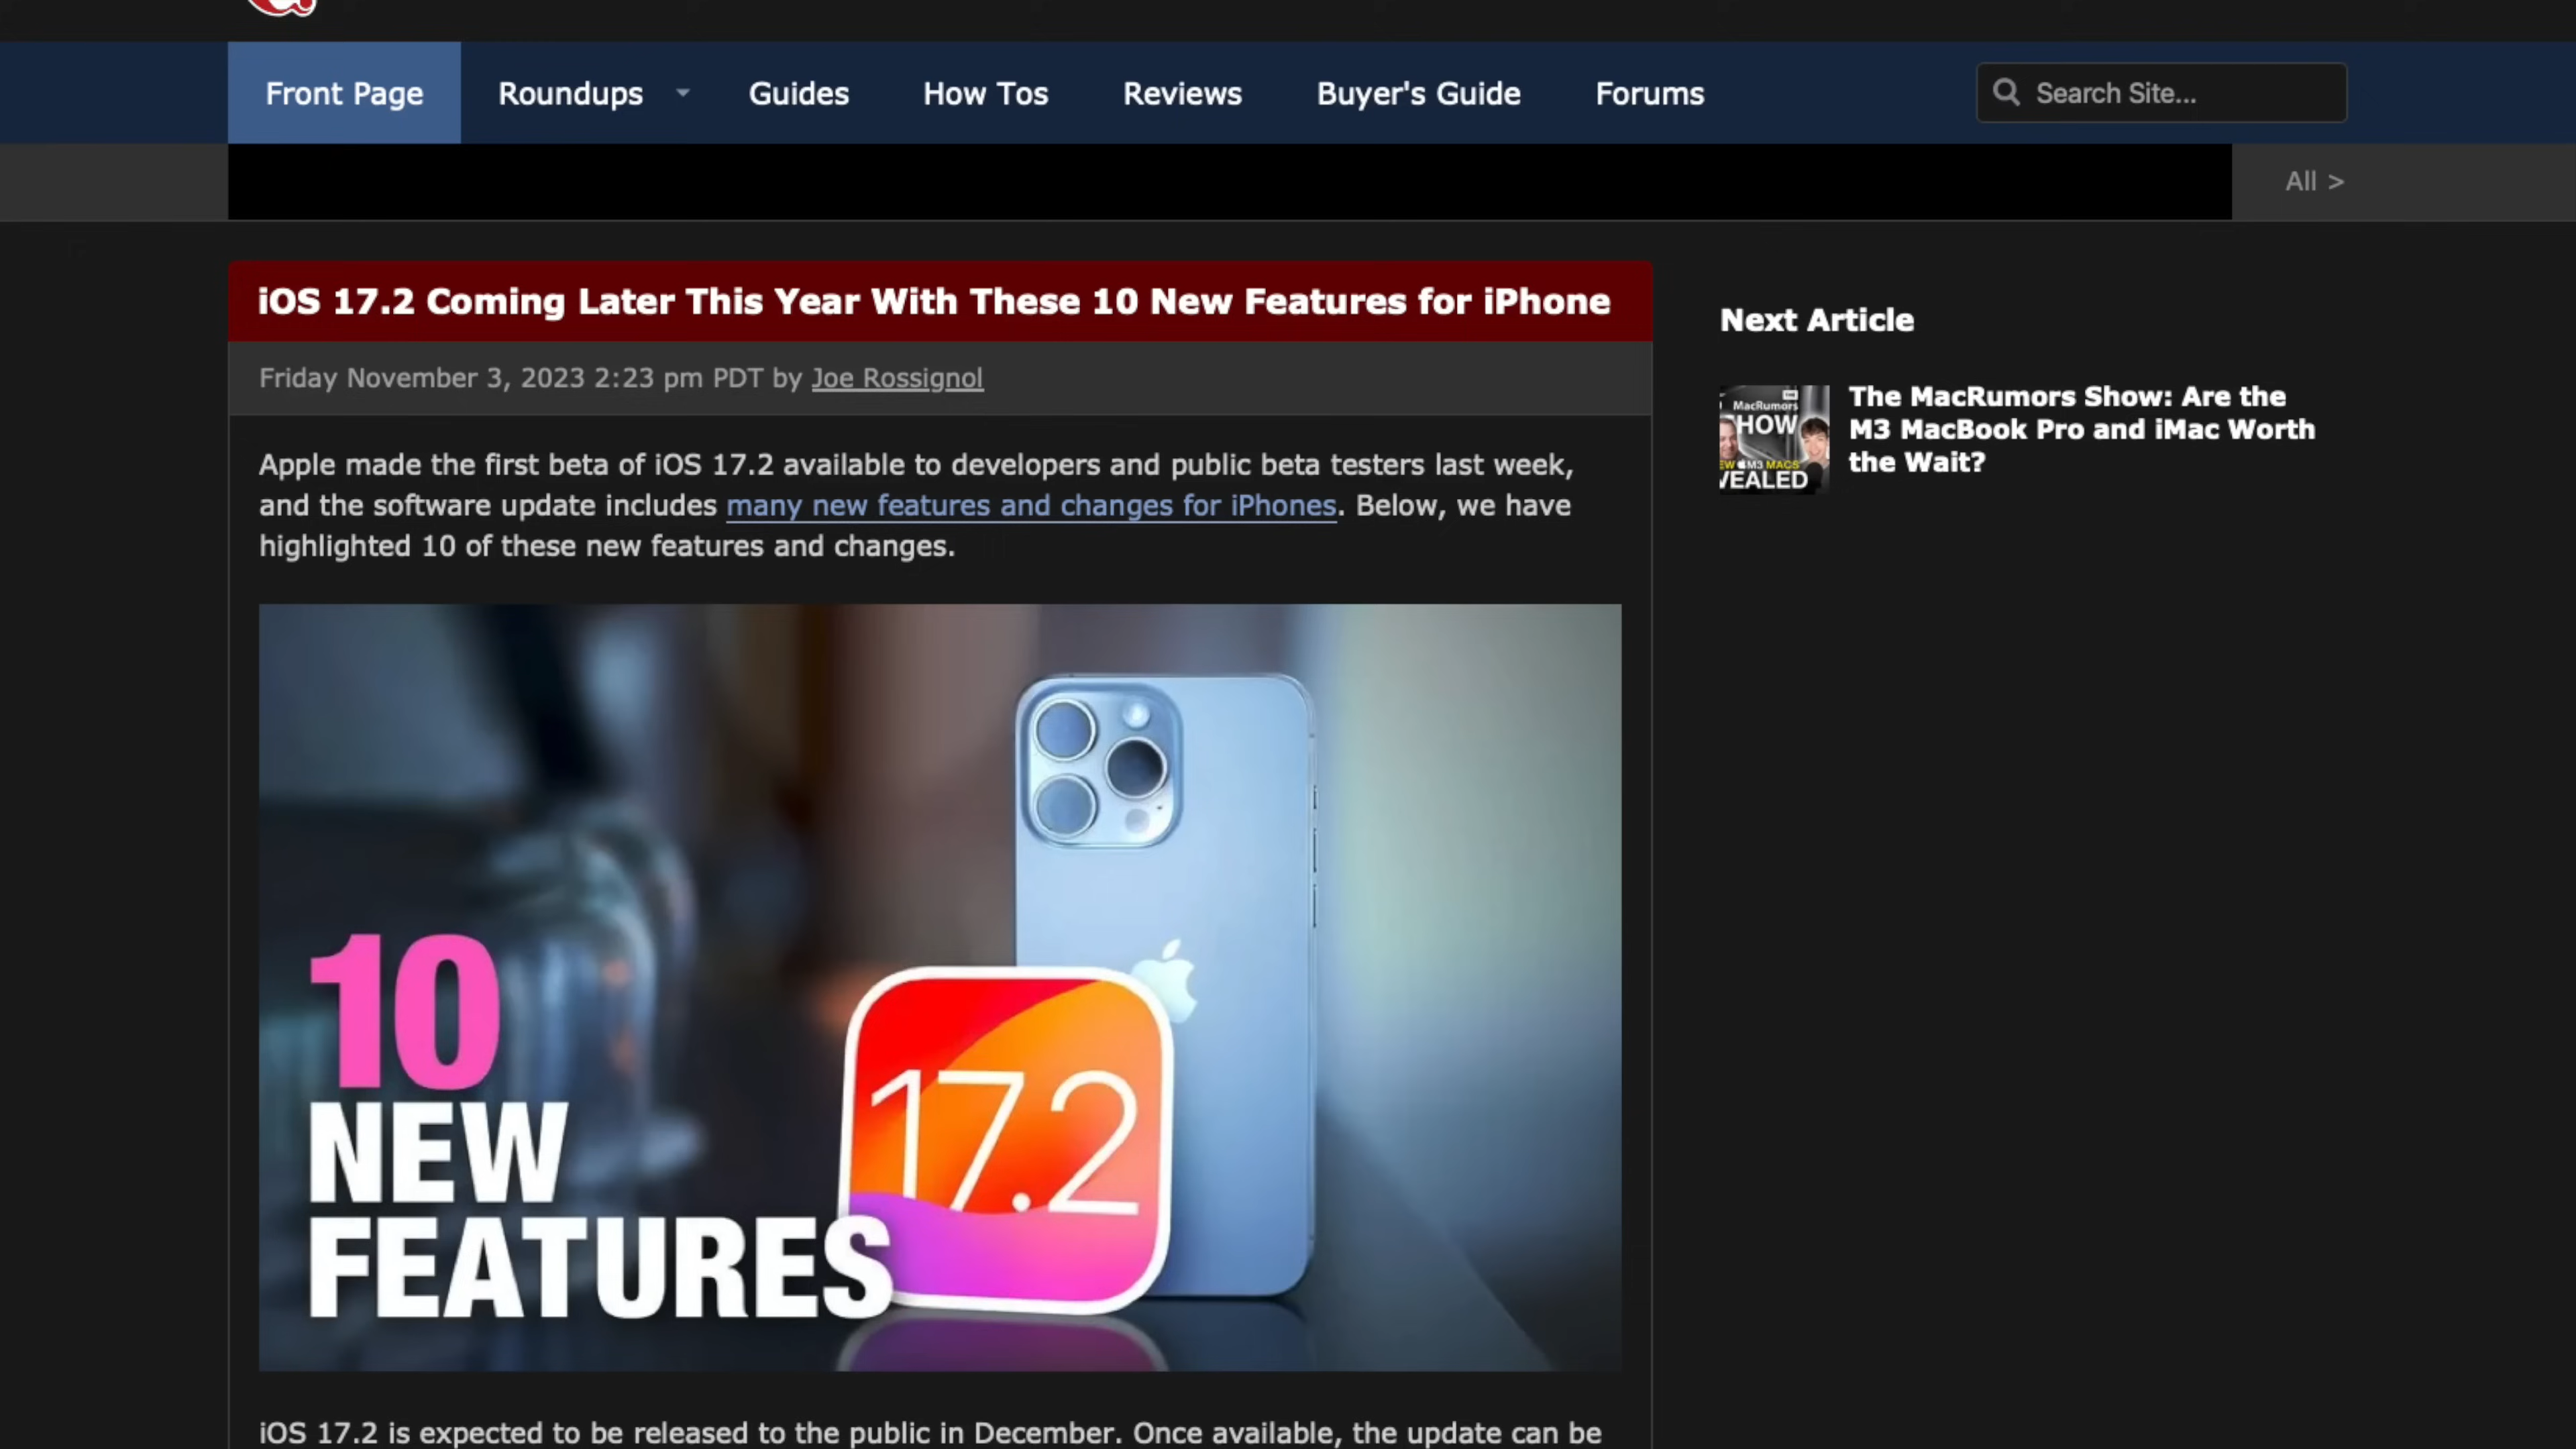 Front Page Roundups Guides How Tos Reviews Buyer's Guide Forums Search Site...
All >
iOS 17.2 Coming Later This Year With These 10 New Features for iPhone
Friday November 3, 2023 2:23 pm PDT by Joe Rossignol
Apple made the first beta of iOS 17.2 available to developers and public beta testers last week,
and the software update includes many new features and changes for iPhones. Below, we have
highlighted 10 of these new features and changes.
10
NEW
FEATURES
17.2
iOS 17.2 is expected to be released to the public in December. Once available, the update can be
Next Article
MacRumors
HOW
EW M3 MACS
VEALED
The MacRumors Show: Are the
M3 MacBook Pro and iMac Worth
the Wait?